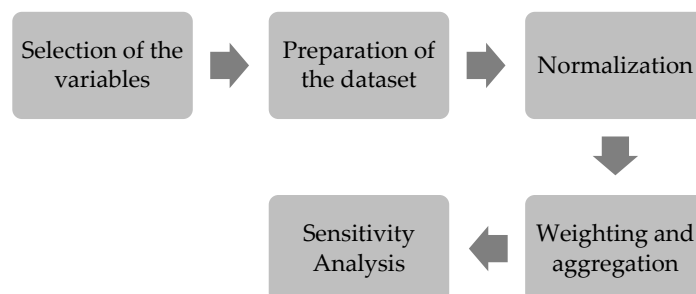 Selection of the
variables
Preparation of
the dataset
Normalization
Weighting and
aggregation
Sensitivity
Analysis